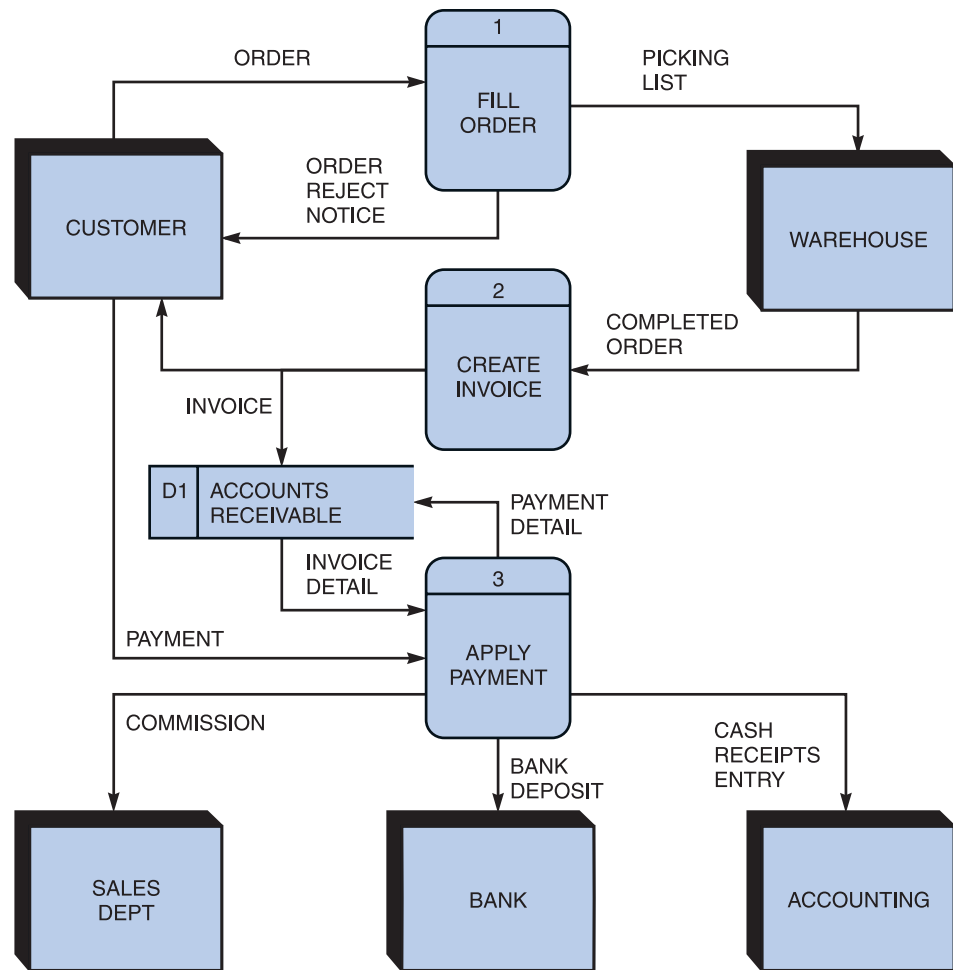 1
ORDER
PICKING
LIST
FILL
ORDER
ORDER
REJECT
NOTICE
CUSTOMER
WAREHOUSE
2
COMPLETED
ORDER
CREATE
INVOICE
INVOICE
D1
ACCOUNTS
RECEIVABLE
PAYMENT
DETAIL
INVOICE
DETAIL
3
PAYMENT
APPLY
PAYMENT
COMMISSION
BANK
DEPOSIT
CASH
RECEIPTS
ENTRY
SALES
DEPT
BANK
ACCOUNTING